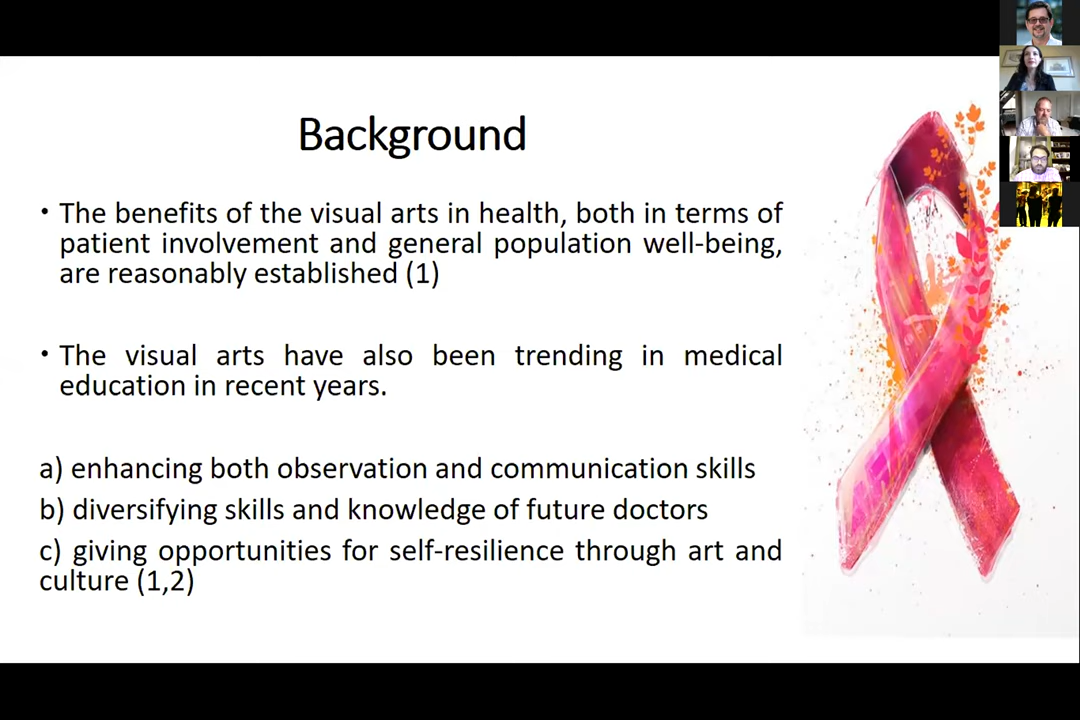 Background
• The benefits of the visual arts in health, both in terms of
patient involvement and general population well-being,
are reasonably established (1)
• The visual arts have also been trending in medical
education in recent years.
a) enhancing both observation and communication skills
b) diversifying skills and knowledge of future doctors
c) giving opportunities for self-resilience through art and
culture (1,2)